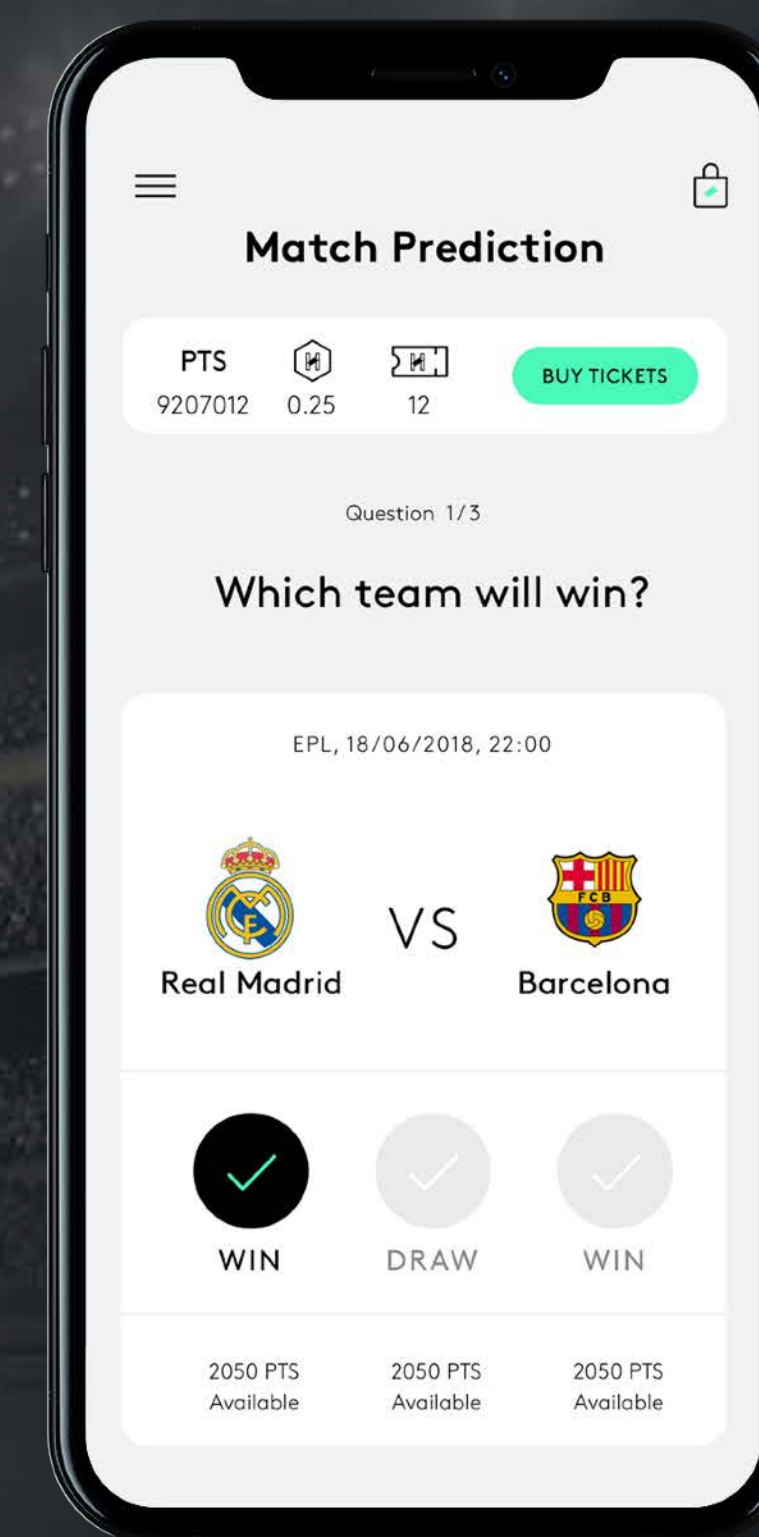 Match Prediction
PTS
9207012
H
0.25
H
12
BUY TICKETS
Question 1/3
Which team will win?
EPL, 18/06/2018, 22:00
FCB
Real Madrid
VS
Barcelona
WIN
DRAW
WIN
2050 PTS
Available
2050 PTS
Available
2050 PTS
Available